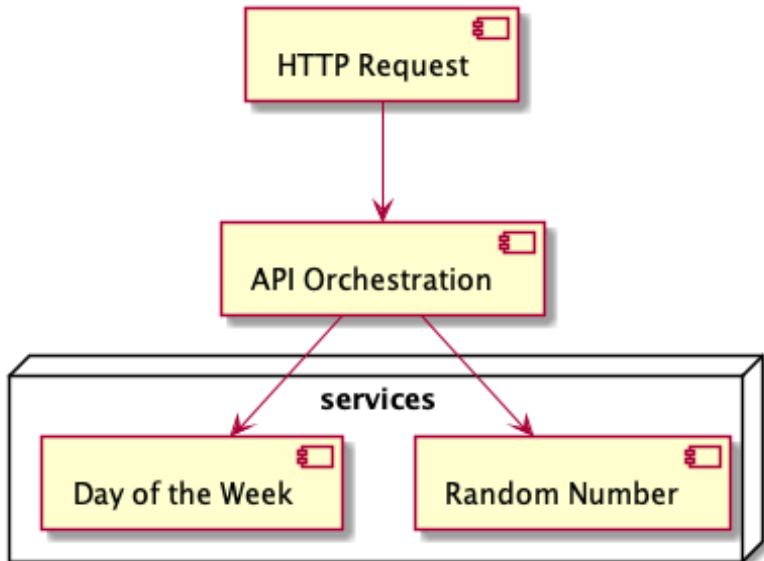 HTTP Request
API Orchestration
services
Day of the Week
Random Number